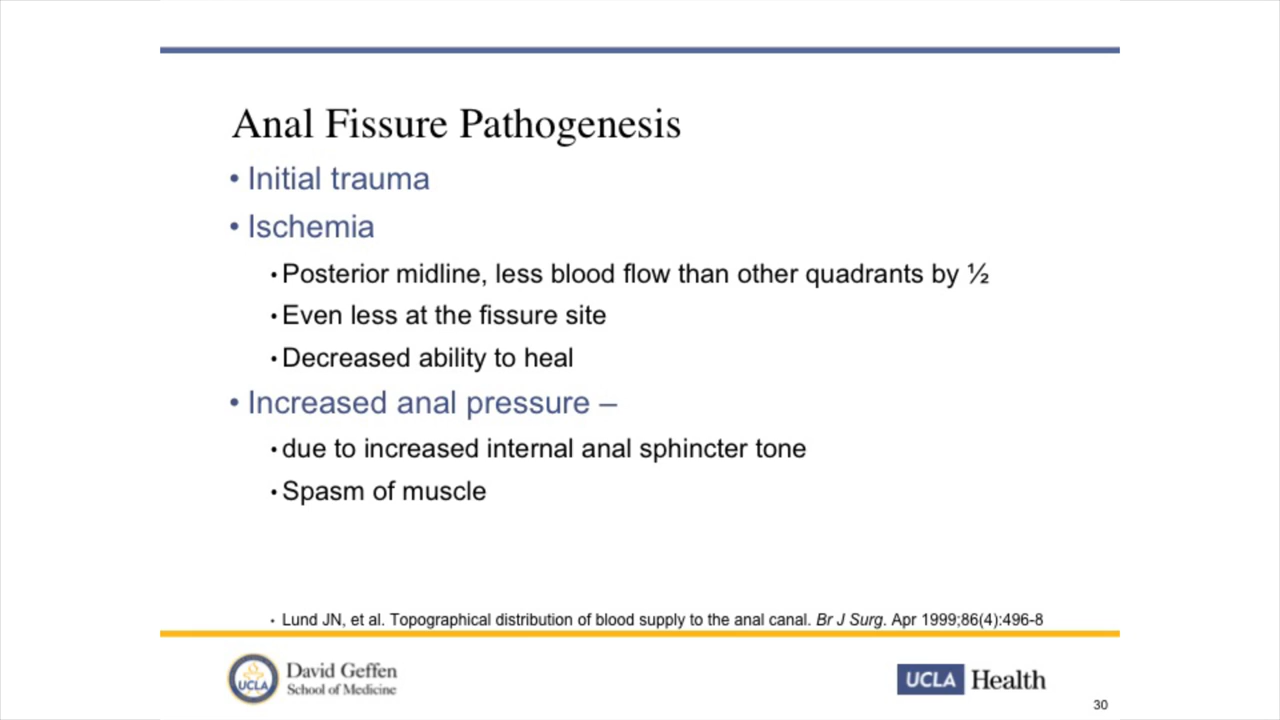 Anal Fissure Pathogenesis
• Initial trauma
• Ischemia
• Posterior midline, less blood flow than other quadrants by ½
• Even less at the fissure site
• Decreased ability to heal
• Increased anal pressure –
• due to increased internal anal sphincter tone
• Spasm of muscle
• Lund JN, et al. Topographical distribution of blood supply to the anal canal. Br J Surg. Apr 1999;86(4):496-8
UCLA
David Geffen
School of Medicine
UCLA Health
30